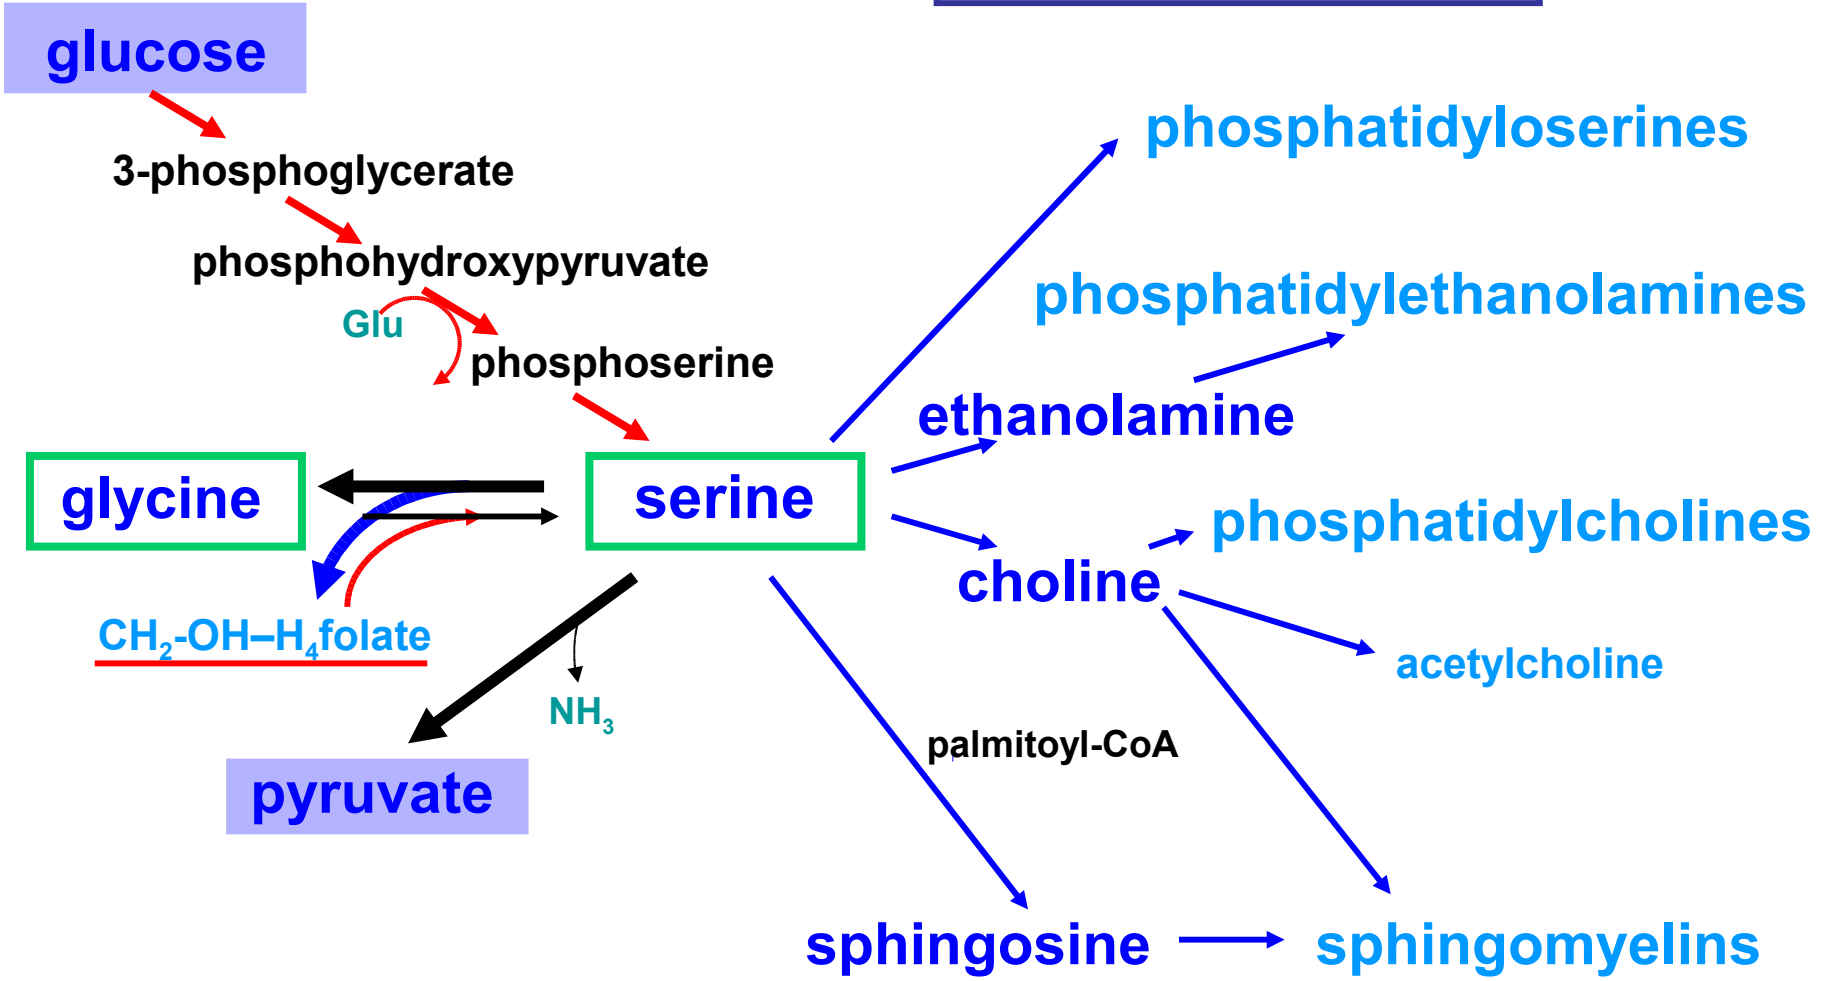 glucose
phosphatidyloserines
3-phosphoglycerate
phosphohydroxypyruvate
phosphatidylethanolamines
Glu
phosphoserine
ethanolamine
glycine
serine
phosphatidylcholines
choline
CH₂-OH–H₄folate
acetylcholine
NH₃
palmitoyl-CoA
pyruvate
sphingosine
sphingomyelins